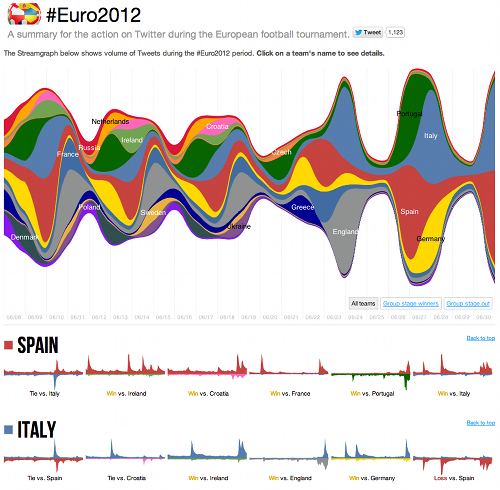 #Euro2012
A summary for the action on Twitter during the European football tournament.
Tweet 1,123
The Streamgraph below shows volume of Tweets during the #Euro2012 period. Click on a team's name to see details.
Netherlands
Portugal
Croatia
Italy
Ireland
Russia
Czech
France
Poland
Sweden
Greece
Spain
Ukraine
England
Denmark
Germany
All teams Group stage winners Group stage out
06/08 06/09 06/10 06/11 06/12 06/13 06/14 06/15 06/16 06/17 06/18 06/19 06/20 06/21 06/22 06/23 06/24 06/25 06/26 06/27 06/28 06/29 06/30
Back to top
SPAIN
Tie vs. Italy Win vs. Ireland Win vs. Croatia Win vs. France Win vs. Portugal Win vs. Italy
Back to top
ITALY
Tie vs. Spain Tie vs. Croatia Win vs. Ireland Win vs. England Win vs. Germany Loss vs. Spain